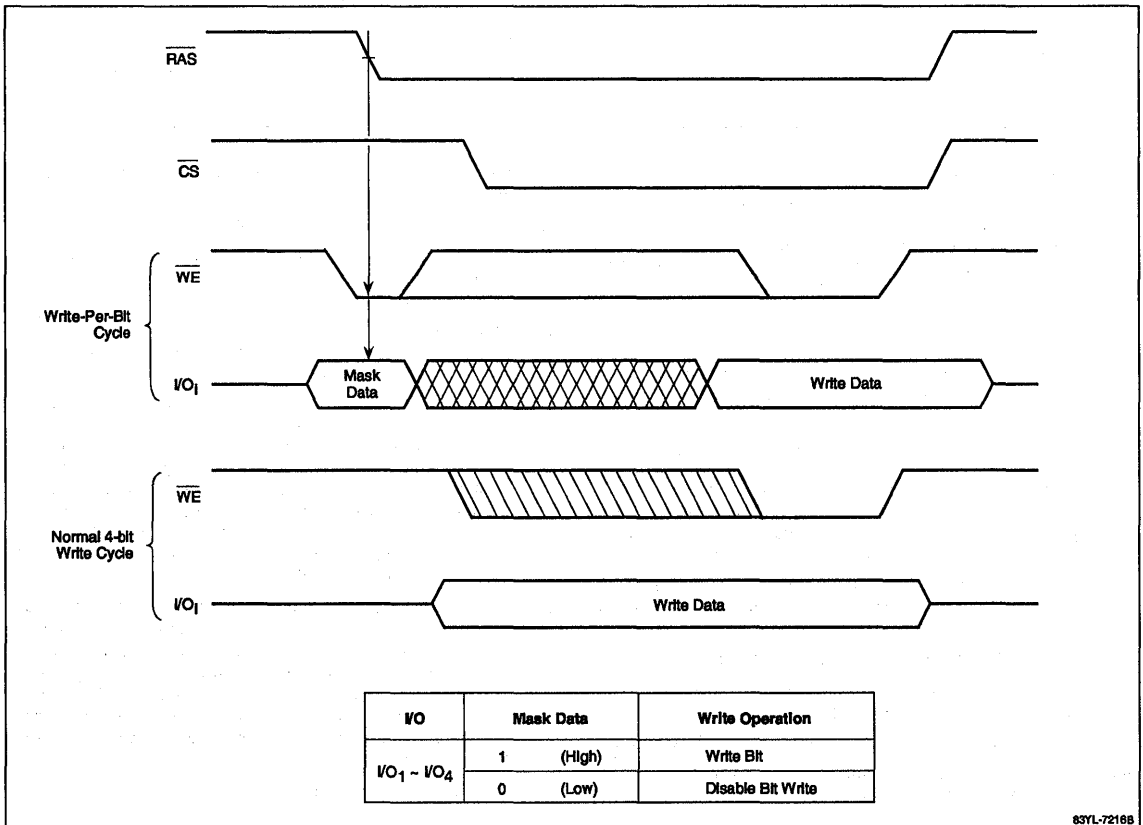 RAS
CS
WE
Write-Per-Bit
Cycle
Mask
Data
Write Data
I/Oi
WE
Normal 4-bit
Write Cycle
I/Oi
Write Data
I/O Mask Data Write Operation
I/O1 ~ I/O4 1 (High) Write Bit
0 (Low) Disable Bit Write
83YL-7216B